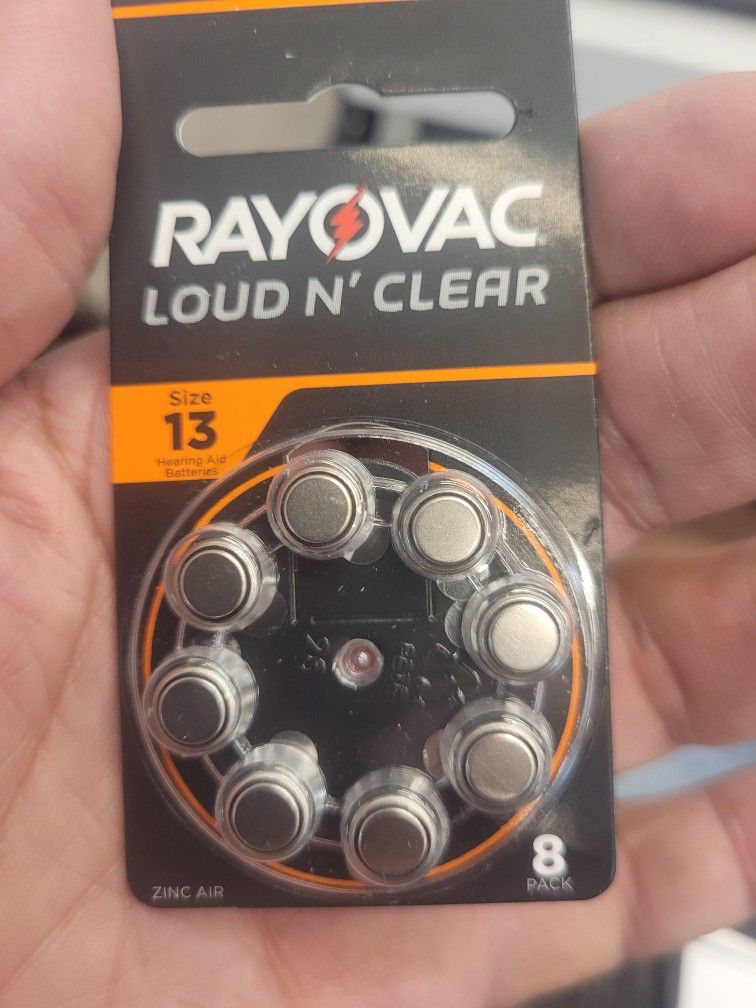 RAYOVAC
LOUD N' CLEAR
Size
13
Hearing Aid
Batteries
8
PACK
ZINC AIR